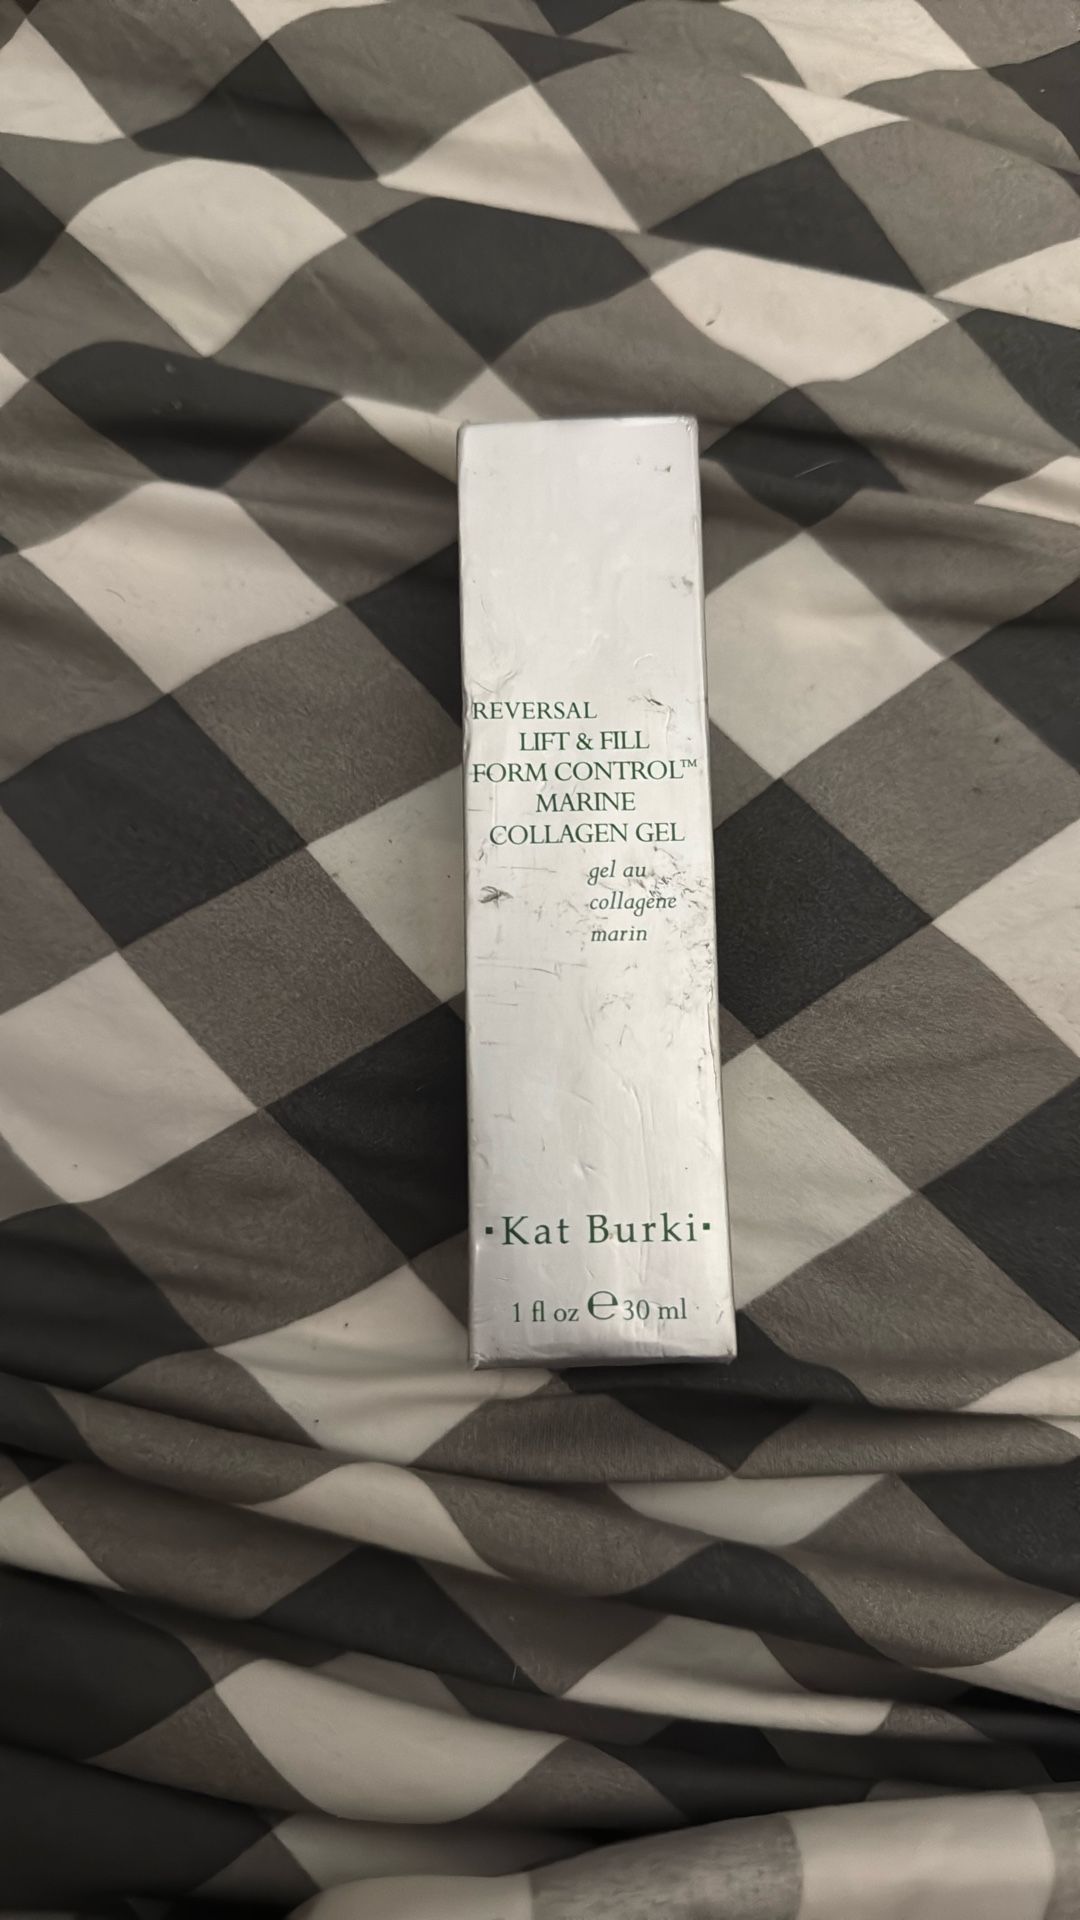 REVERSAL
LIFT & FILL
FORM CONTROL™
MARINE
COLLAGEN GEL
gel au
collagène
marin
·Kat Burki·
1 fl oz ℮ 30 ml